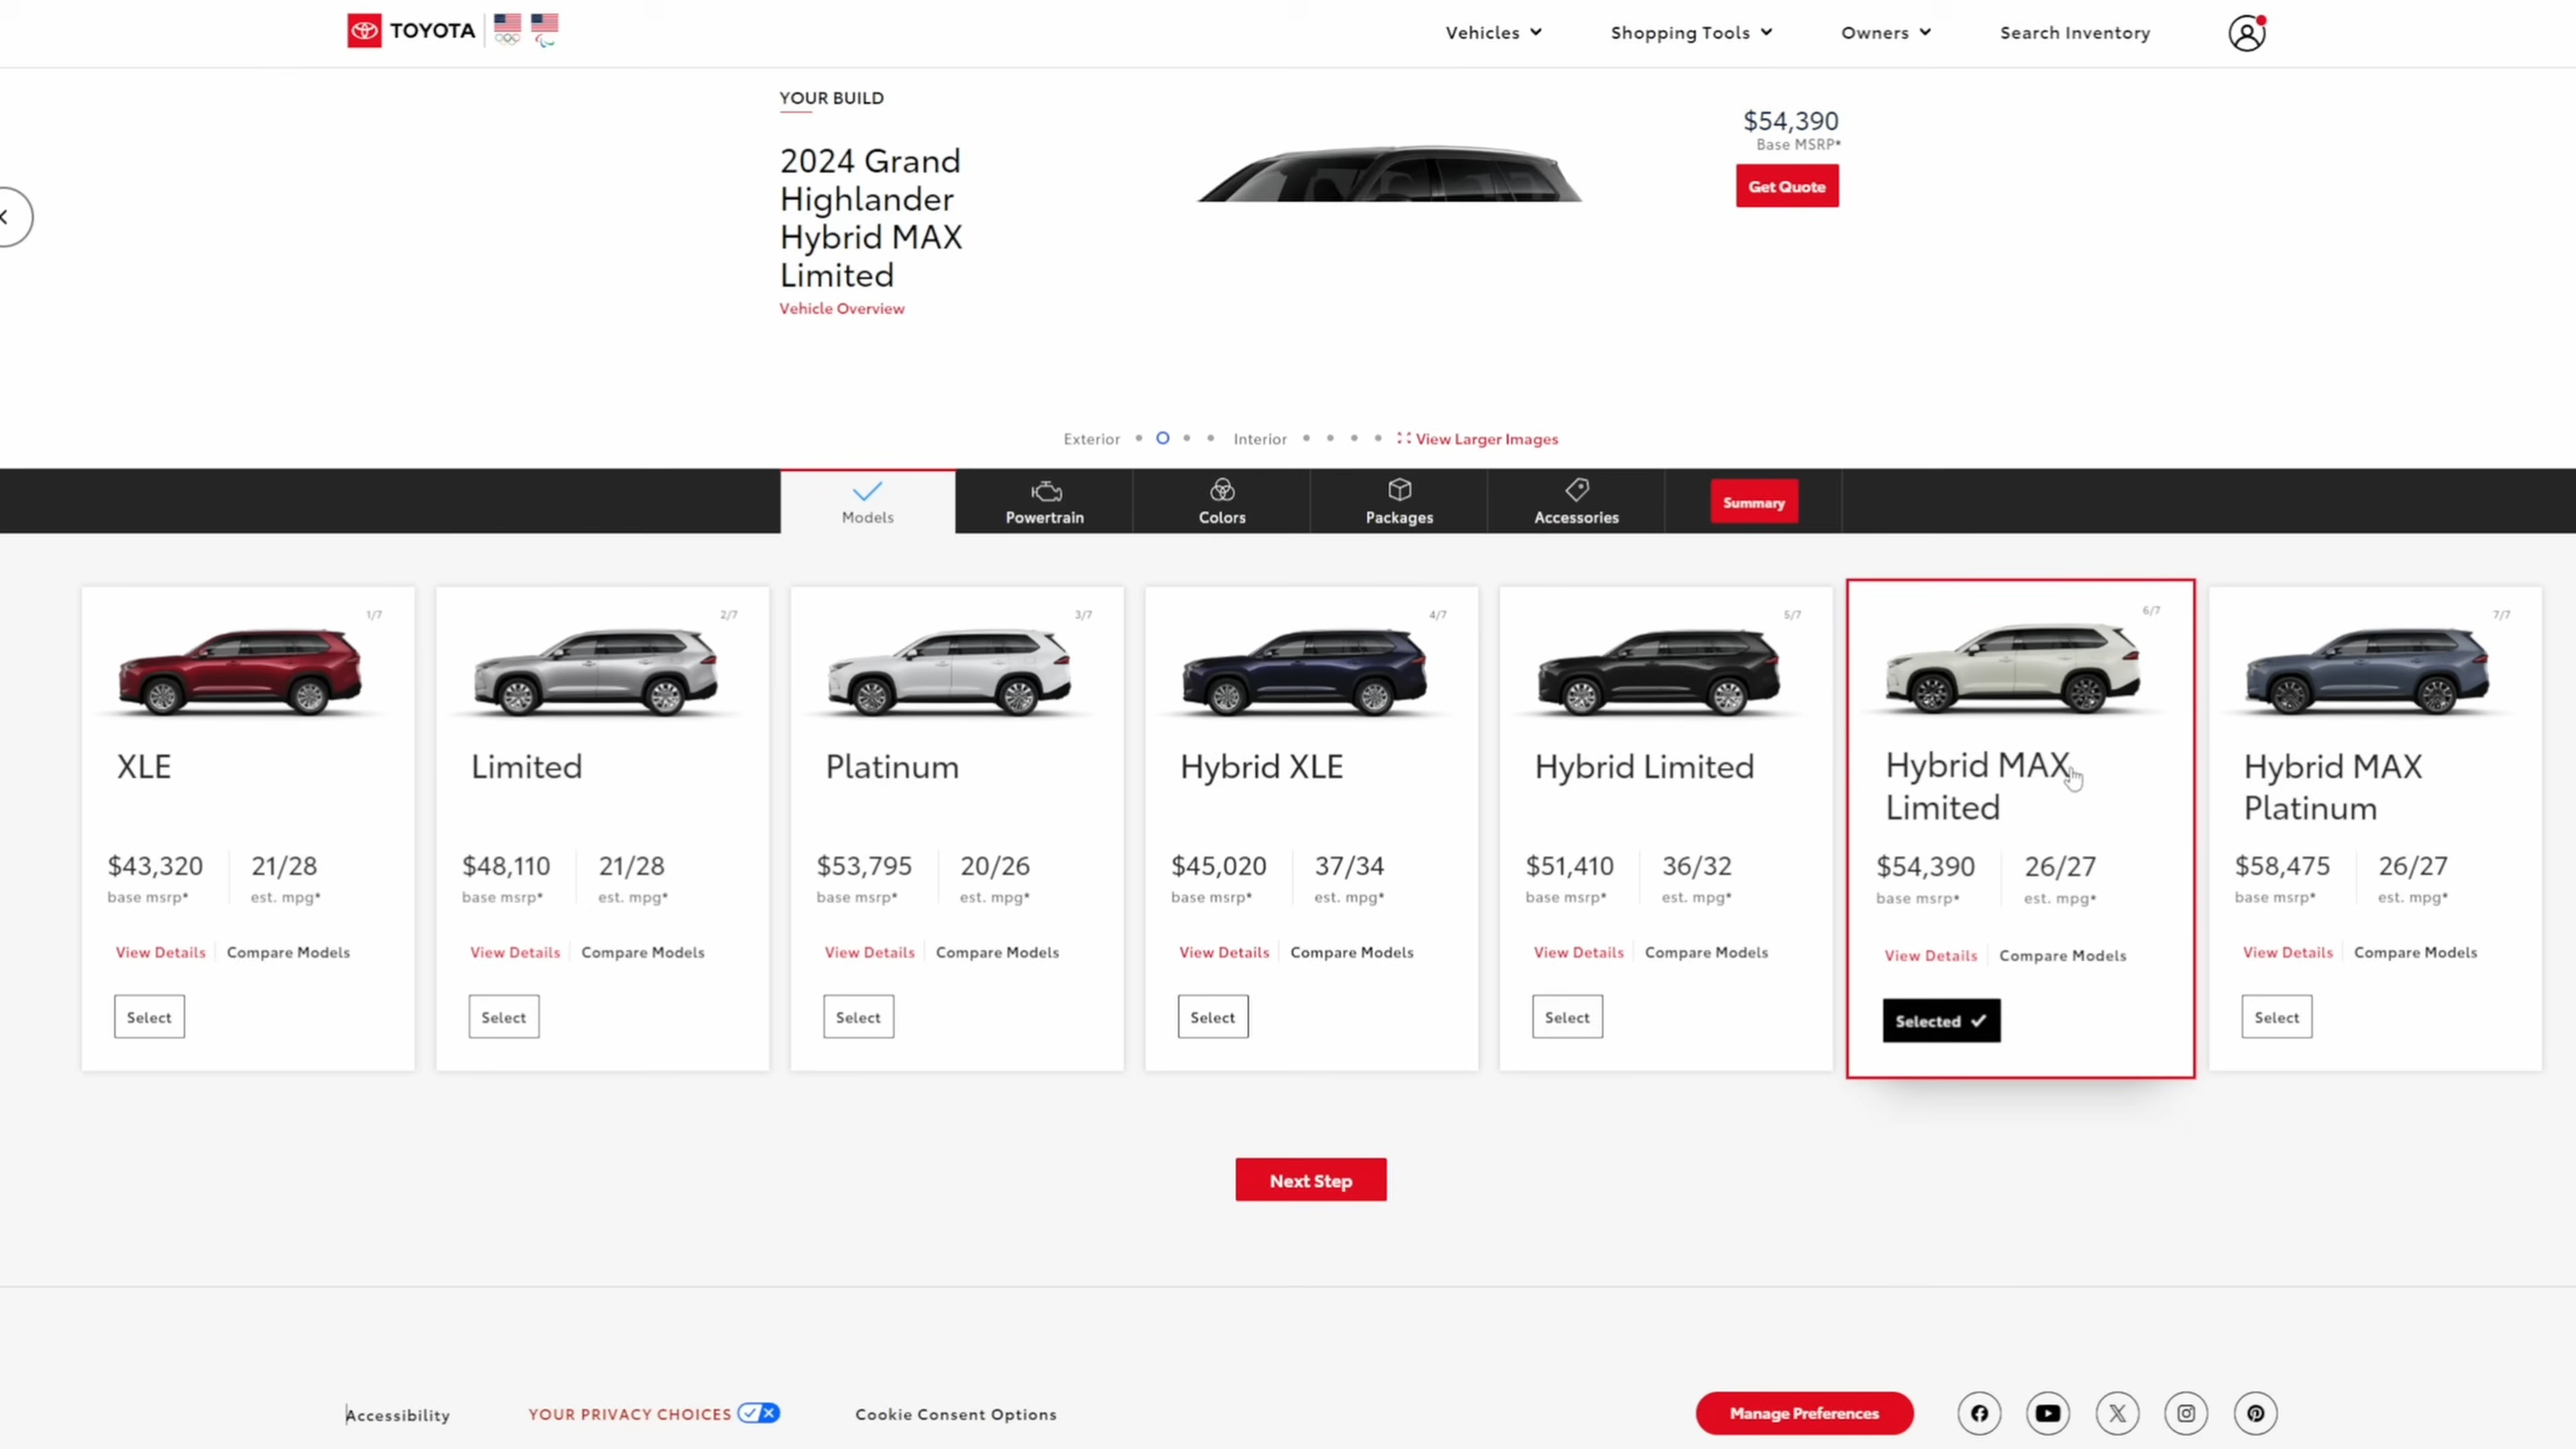 TOYOTA
Vehicles
Shopping Tools
Owners
Search Inventory
YOUR BUILD
2024 Grand
Highlander
Hybrid MAX
Limited
Vehicle Overview
$54,390
Base MSRP*
Get Quote
Exterior
Interior
View Larger Images
Models
Powertrain
Colors
Packages
Accessories
Summary
1/7
XLE
$43,320
base msrp*
21/28
est. mpg*
View Details
Compare Models
Select
2/7
Limited
$48,110
base msrp*
21/28
est. mpg*
View Details
Compare Models
Select
3/7
Platinum
$53,795
base msrp*
20/26
est. mpg*
View Details
Compare Models
Select
4/7
Hybrid XLE
$45,020
base msrp*
37/34
est. mpg*
View Details
Compare Models
Select
5/7
Hybrid Limited
$51,410
base msrp*
36/32
est. mpg*
View Details
Compare Models
Select
6/7
Hybrid MAX
Limited
$54,390
base msrp*
26/27
est. mpg*
View Details
Compare Models
Selected
7/7
Hybrid MAX
Platinum
$58,475
base msrp*
26/27
est. mpg*
View Details
Compare Models
Select
Next Step
Accessibility
YOUR PRIVACY CHOICES
Cookie Consent Options
Manage Preferences